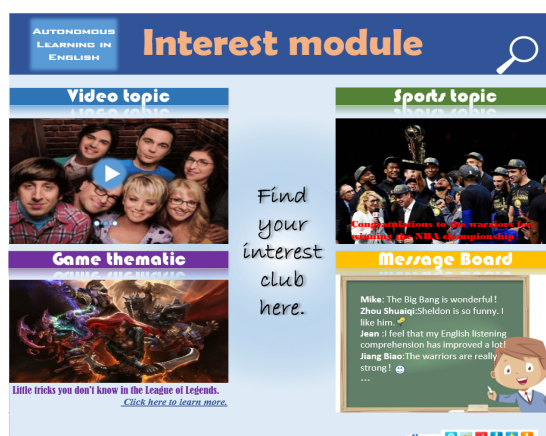 AUTONOMOUS
LEARNING IN
ENGLISH
Interest module
Video topic
Sports topic
Find
your
interest
club
here.
Congratulations to the warriors for
winning the NBA championship!
Game thematic
Message Board
Mike: The Big Bang is wonderful !
Zhou Shuaiqi:Sheldon is so funny. I
like him.
Jean :I feel that my English listening
comprehension has improved a lot!
Jiang Biao:The warriors are really
strong !
...
Little tricks you don't know in the League of Legends.
Click here to learn more.